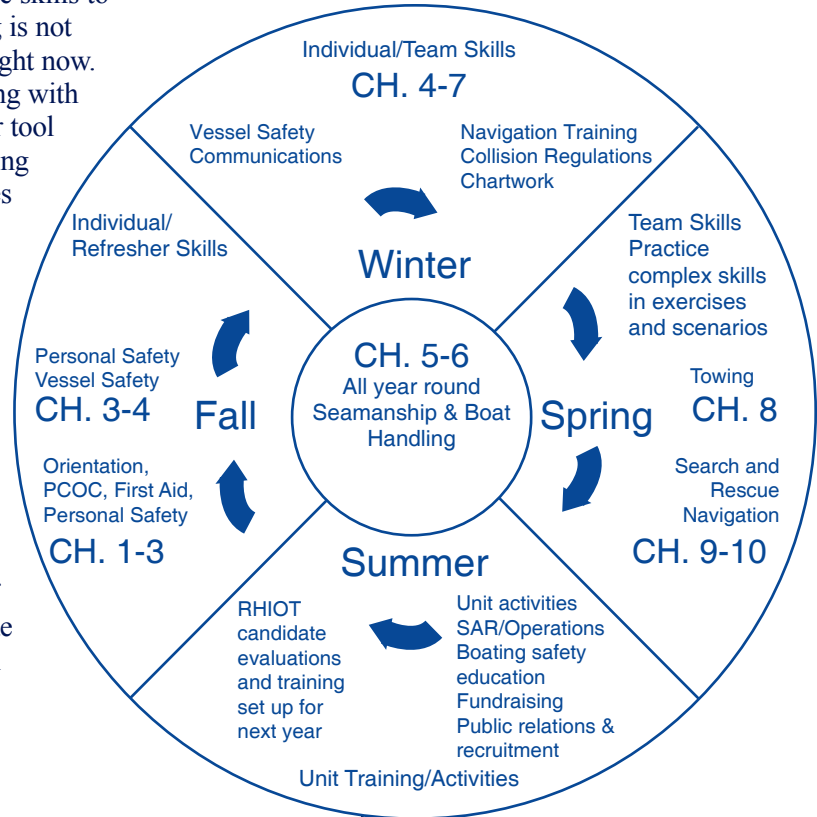 skills to
is not
ght now.
ng with
r tool
ng
es
Individual/Team Skills
CH. 4-7
Vessel Safety
Communications
Navigation Training
Collision Regulations
Chartwork
Winter
Individual/
Refresher Skills
Personal Safety
Vessel Safety
CH. 3-4
Fall
Orientation,
PCOC, First Aid,
Personal Safety
CH. 1-3
CH. 5-6
All year round
Seamanship & Boat
Handling
Team Skills
Practice
complex skills
in exercises
and scenarios
Spring
Towing
CH. 8
Search and
Rescue
Navigation
CH. 9-10
Summer
RHIOT
candidate
evaluations
and training
set up for
next year
Unit activities
SAR/Operations
Boating safety
education
Fundraising
Public relations &
recruitment
Unit Training/Activities